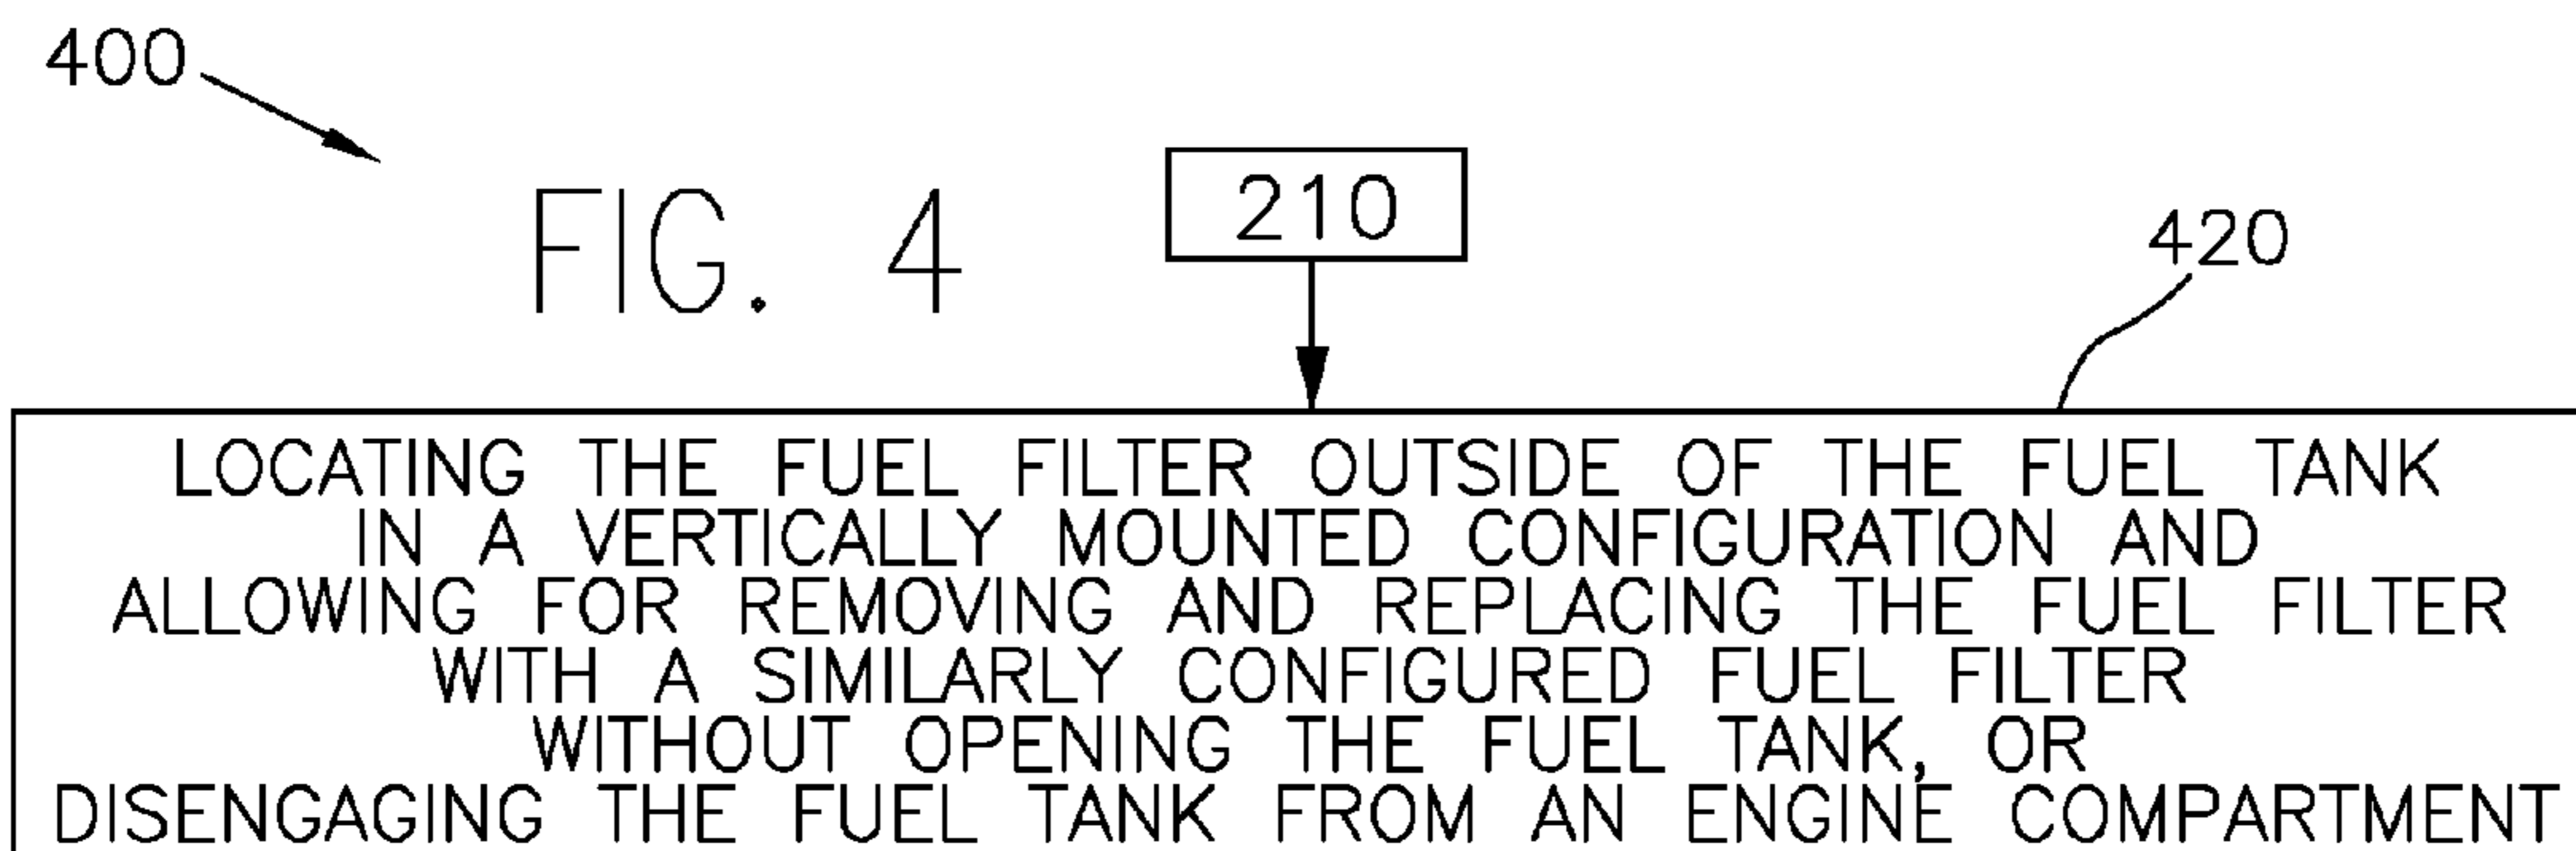 400
FIG. 4
210
420
LOCATING THE FUEL FILTER OUTSIDE OF THE FUEL TANK
IN A VERTICALLY MOUNTED CONFIGURATION AND
ALLOWING FOR REMOVING AND REPLACING THE FUEL FILTER
WITH A SIMILARLY CONFIGURED FUEL FILTER
WITHOUT OPENING THE FUEL TANK, OR
DISENGAGING THE FUEL TANK FROM AN ENGINE COMPARTMENT